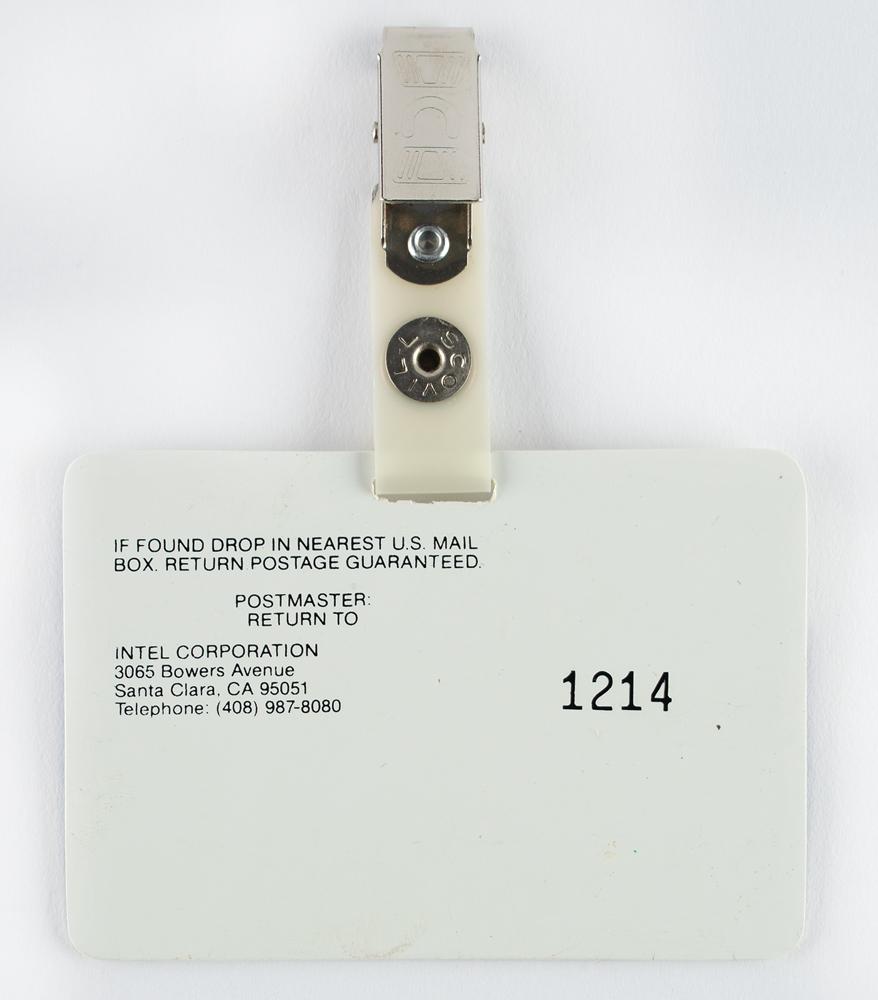 SCOVILL
IF FOUND DROP IN NEAREST U.S. MAIL
BOX. RETURN POSTAGE GUARANTEED.
POSTMASTER:
RETURN TO
INTEL CORPORATION
3065 Bowers Avenue
Santa Clara, CA 95051
Telephone: (408) 987-8080
1214